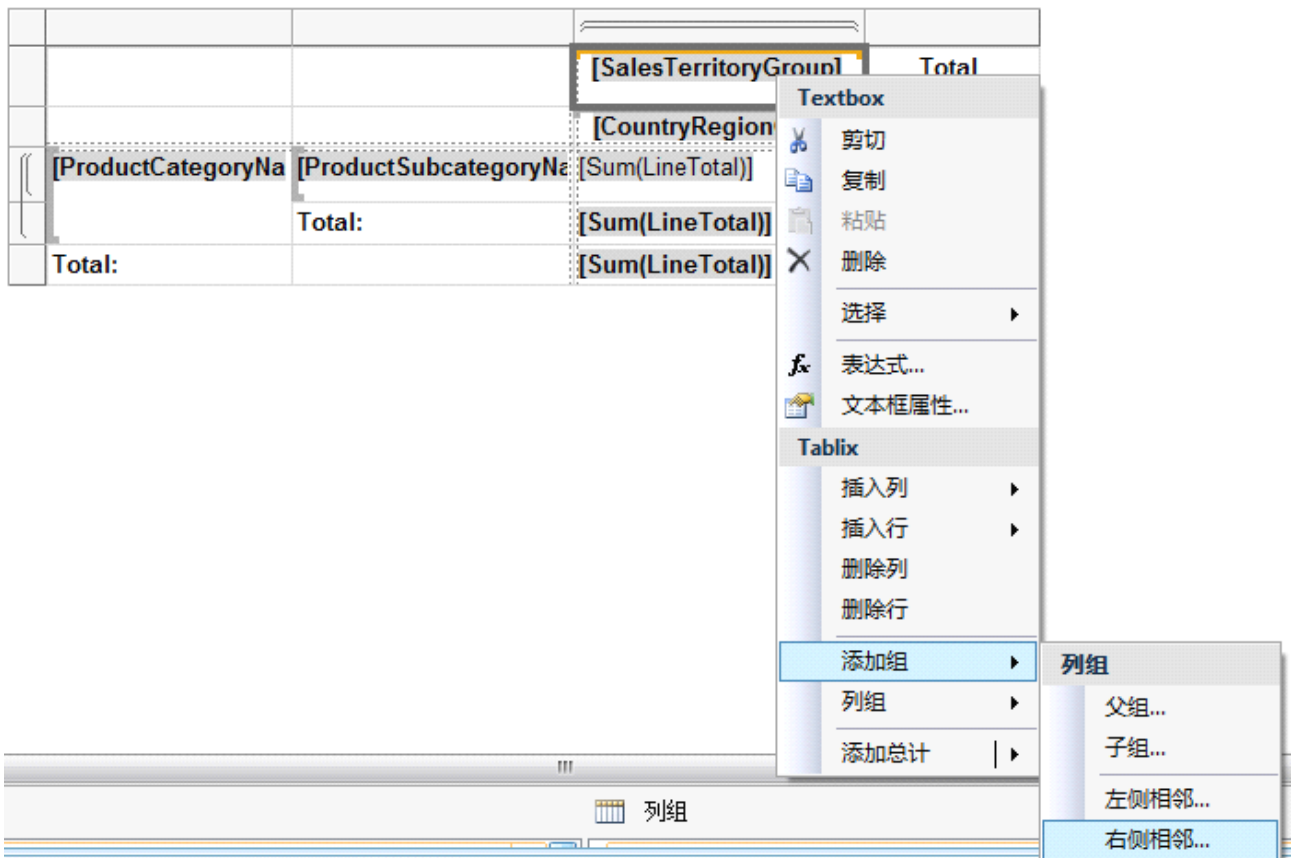 [SalesTerritoryGroup] Total
[CountryRegion
[ProductCategoryNa [ProductSubcategoryNa [Sum(LineTotal)]
Total: [Sum(LineTotal)]
Total: [Sum(LineTotal)]
Textbox
剪切
复制
粘贴
删除
选择
fx 表达式...
文本框属性...
Tablix
插入列
插入行
删除列
删除行
添加组
列组
添加总计
列组
父组...
子组...
左侧相邻...
右侧相邻...
列组